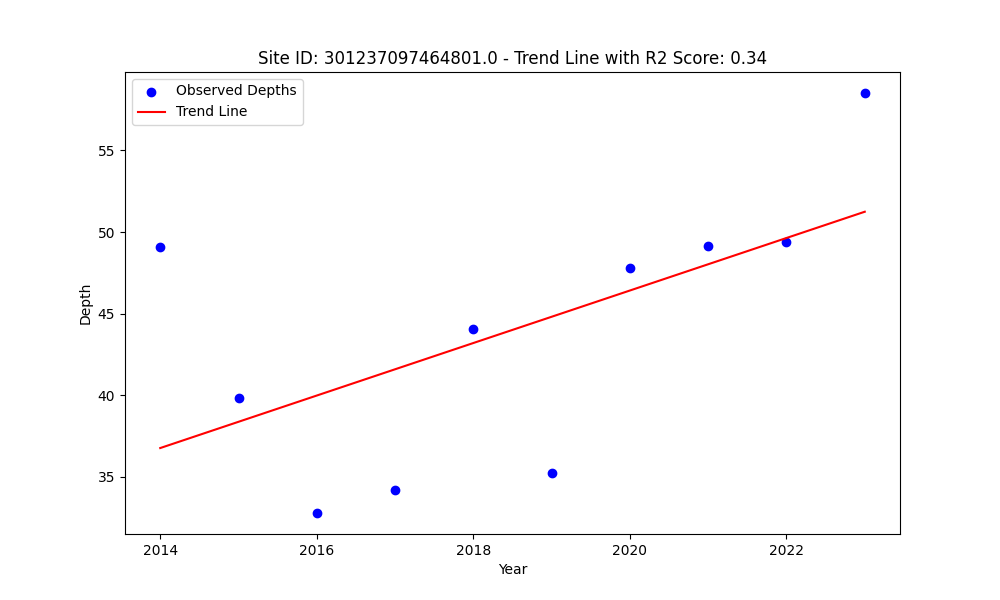 Site ID: 301237097464801.0 - Trend Line with R2 Score: 0.34
Observed Depths
Trend Line
55
50
45
40
35
Depth
2014
2016
2018
2020
2022
Year